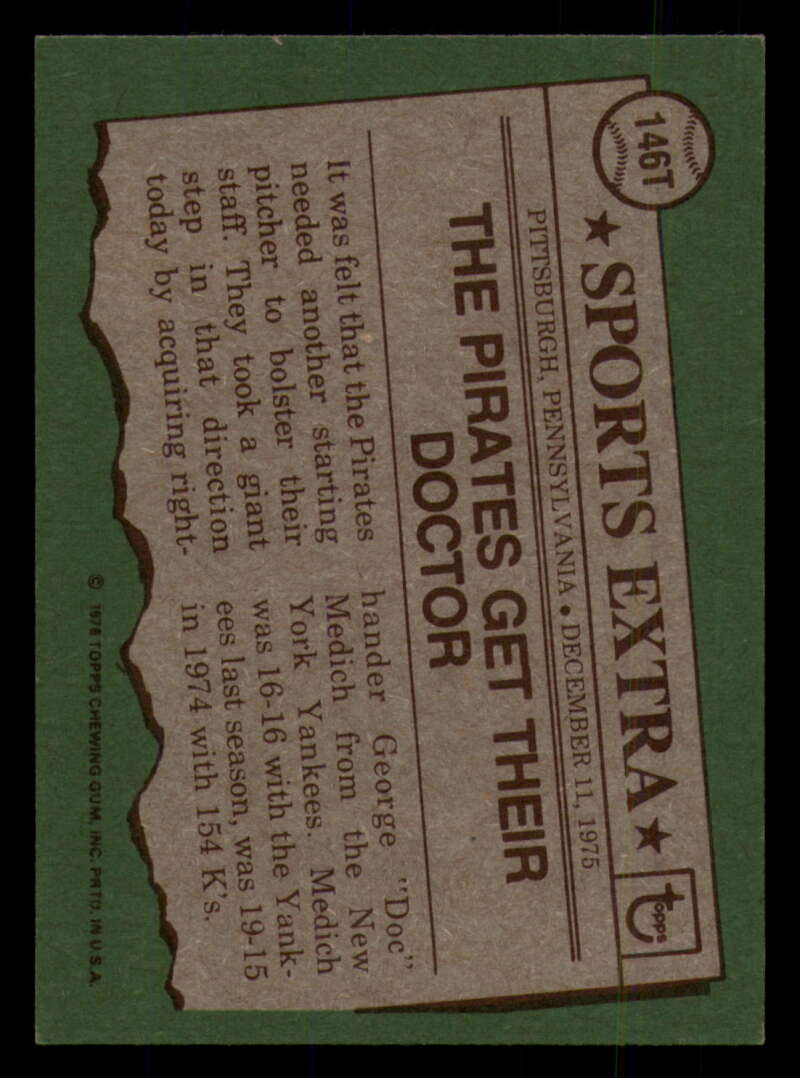 146T
★ SPORTS EXTRA ★
topps
PITTSBURGH, PENNSYLVANIA • DECEMBER 11, 1975
THE PIRATES GET THEIR
DOCTOR
It was felt that the Pirates
needed another starting
pitcher to bolster their
staff. They took a giant
step in that direction
today by acquiring right-
hander George "Doc"
Medich from the New
York Yankees. Medich
was 16-16 with the Yank-
ees last season, was 19-15
in 1974 with 154 K's.
© 1976 TOPPS CHEWING GUM, INC. PRTD. IN U.S.A.